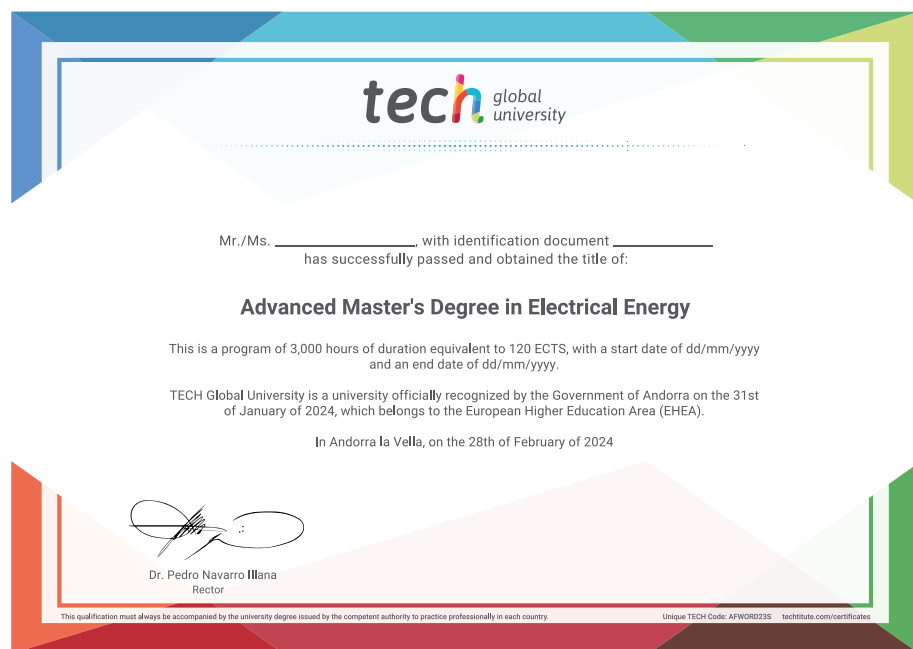 tech global university
Mr./Ms. ____________________, with identification document ______________
has successfully passed and obtained the title of:
Advanced Master's Degree in Electrical Energy
This is a program of 3,000 hours of duration equivalent to 120 ECTS, with a start date of dd/mm/yyyy
and an end date of dd/mm/yyyy.
TECH Global University is a university officially recognized by the Government of Andorra on the 31st
of January of 2024, which belongs to the European Higher Education Area (EHEA).
In Andorra la Vella, on the 28th of February of 2024
Dr. Pedro Navarro Illana
Rector
This qualification must always be accompanied by the university degree issued by the competent authority to practice professionally in each country.
Unique TECH Code: AFWORD23S techtitute.com/certificates